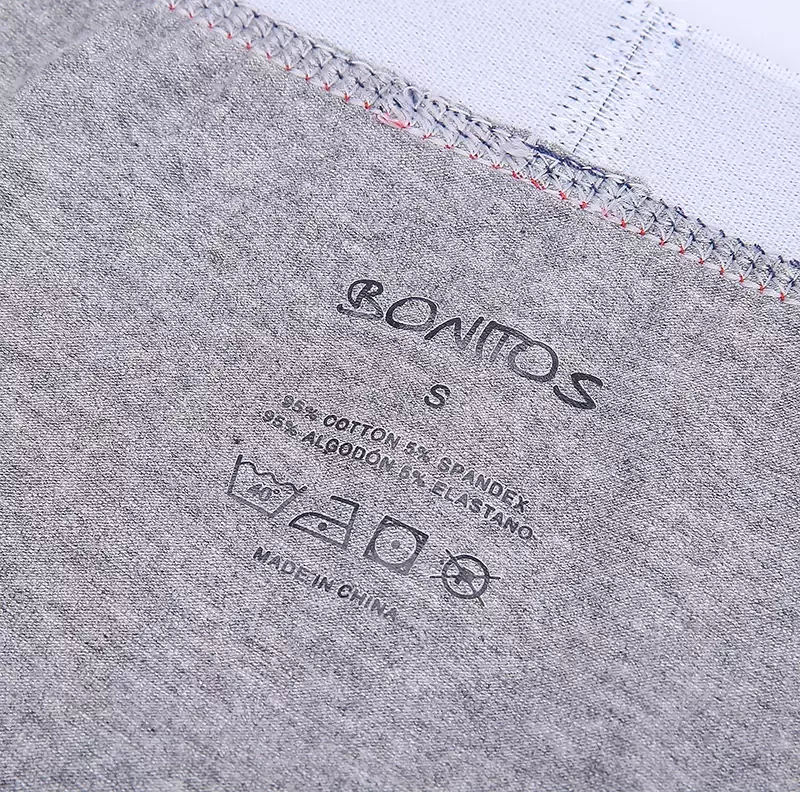 BONITOS
S
95% COTTON 5% SPANDEX
95% ALGODÓN 5% ELASTANO
40°
MADE IN CHINA